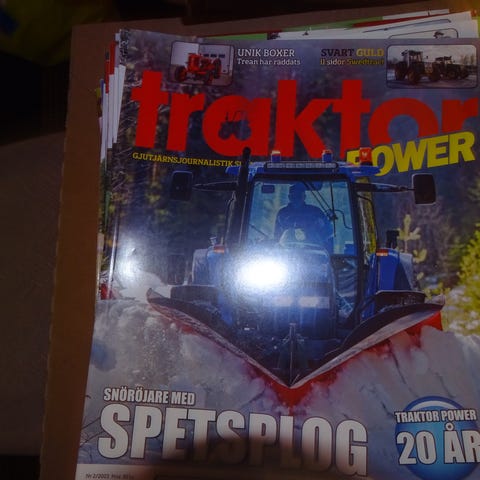 UNIK BOXER
Trean har räddats
SVART GULD
11 sidor Swedtrac!
traktor
POWER
GJUTJÄRNSJOURNALISTIK
SNÖRÖJARE MED
SPETSPLOG
TRAKTOR POWER
20 ÅR